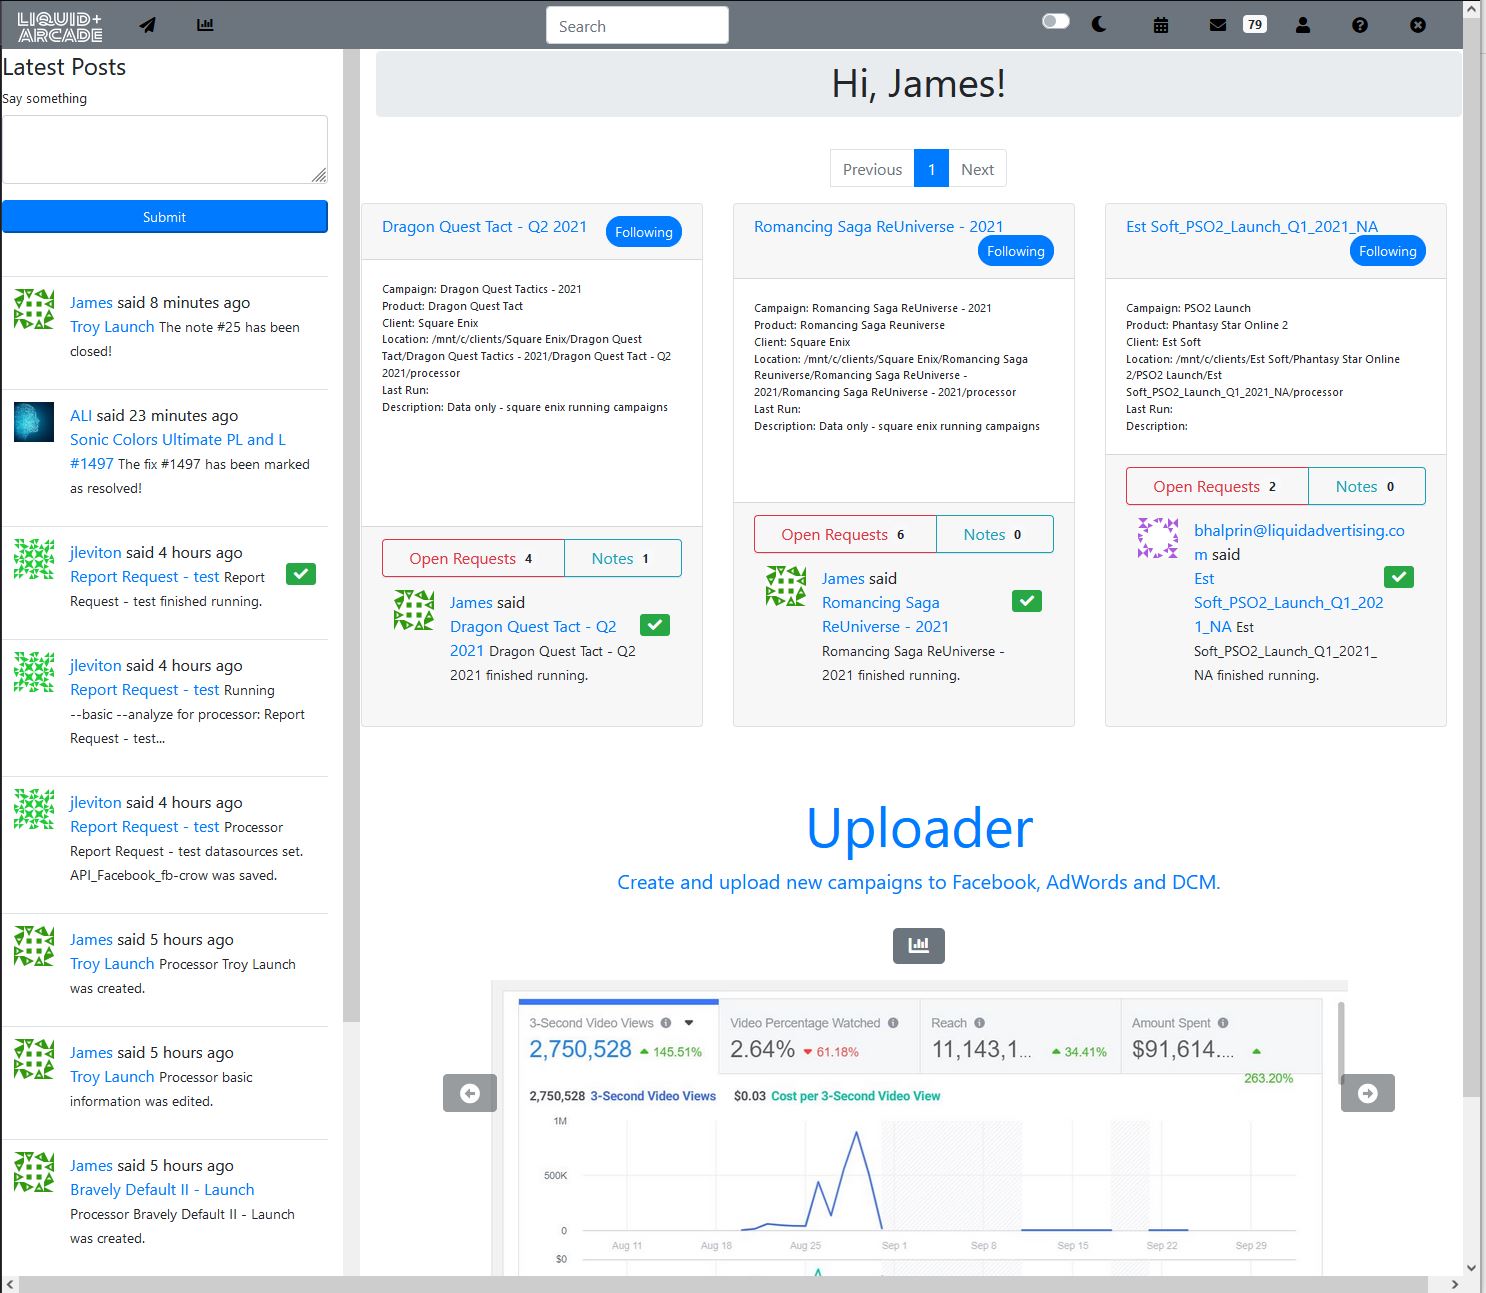 LIQUID+
ARCADE
Search
79
Latest Posts
Say something
Submit
James said 8 minutes ago
Troy Launch The note #25 has been
closed!
ALI said 23 minutes ago
Sonic Colors Ultimate PL and L
#1497 The fix #1497 has been marked
as resolved!
jleviton said 4 hours ago
Report Request - test Report
Request - test finished running.
jleviton said 4 hours ago
Report Request - test Running
--basic --analyze for processor: Report
Request - test...
jleviton said 4 hours ago
Report Request - test Processor
Report Request - test datasources set.
API_Facebook_fb-crow was saved.
James said 5 hours ago
Troy Launch Processor Troy Launch
was created.
James said 5 hours ago
Troy Launch Processor basic
information was edited.
James said 5 hours ago
Bravely Default II - Launch
Processor Bravely Default II - Launch
was created.
Hi, James!
Previous 1 Next
Dragon Quest Tact - Q2 2021
Following
Campaign: Dragon Quest Tactics - 2021
Product: Dragon Quest Tact
Client: Square Enix
Location: /mnt/c/clients/Square Enix/Dragon Quest
Tact/Dragon Quest Tactics - 2021/Dragon Quest Tact - Q2
2021/processor
Last Run:
Description: Data only - square enix running campaigns
Open Requests 4 Notes 1
James said
Dragon Quest Tact - Q2
2021 Dragon Quest Tact - Q2
2021 finished running.
Romancing Saga ReUniverse - 2021
Following
Campaign: Romancing Saga ReUniverse - 2021
Product: Romancing Saga Reuniverse
Client: Square Enix
Location: /mnt/c/clients/Square Enix/Romancing Saga
Reuniverse/Romancing Saga ReUniverse -
2021/Romancing Saga ReUniverse - 2021/processor
Last Run:
Description: Data only - square enix running campaigns
Open Requests 6 Notes 0
James said
Romancing Saga
ReUniverse - 2021
Romancing Saga ReUniverse -
2021 finished running.
Est Soft_PSO2_Launch_Q1_2021_NA
Following
Campaign: PSO2 Launch
Product: Phantasy Star Online 2
Client: Est Soft
Location: /mnt/c/clients/Est Soft/Phantasy Star Online
2/PSO2 Launch/Est
Soft_PSO2_Launch_Q1_2021_NA/processor
Last Run:
Description:
Open Requests 2 Notes 0
bhalprin@liquidadvertising.co
m said
Est
Soft_PSO2_Launch_Q1_202
1_NA Est
Soft_PSO2_Launch_Q1_2021_
NA finished running.
Uploader
Create and upload new campaigns to Facebook, AdWords and DCM.
3-Second Video Views
2,750,528 145.51%
Video Percentage Watched
2.64% 61.18%
Reach
11,143,1... 34.41%
Amount Spent
$91,614....
263.20%
2,750,528 3-Second Video Views $0.03 Cost per 3-Second Video View
1M
500K
0
Aug 11 Aug 18 Aug 25 Sep 1 Sep 8 Sep 15 Sep 22 Sep 29
$0